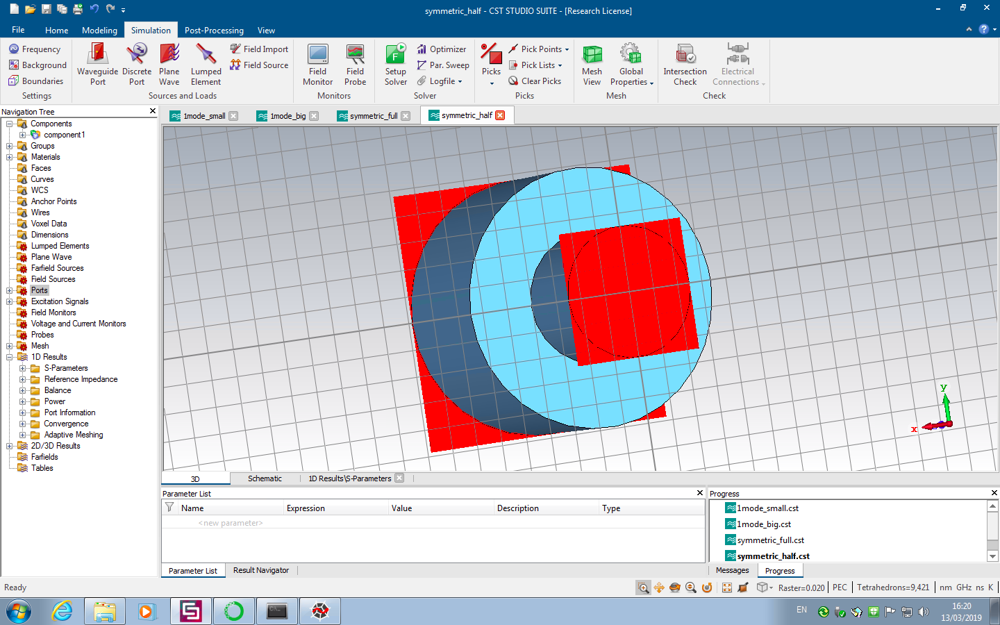 symmetric_half - CST STUDIO SUITE - [Research License]
File Home Modeling Simulation Post-Processing View
Frequency
Background
Boundaries
Settings
Waveguide Port
Discrete Port
Plane Wave
Lumped Element
Field Import
Field Source
Sources and Loads
Field Monitor
Field Probe
Monitors
Setup Solver
Optimizer
Par. Sweep
Logfile
Solver
Picks
Pick Points
Pick Lists
Clear Picks
Picks
Mesh View
Global Properties
Mesh
Intersection Check
Electrical Connections
Check
Navigation Tree
1mode_small 1mode_big symmetric_full symmetric_half
Components
component1
Groups
Materials
Faces
Curves
WCS
Anchor Points
Wires
Voxel Data
Dimensions
Lumped Elements
Plane Wave
Farfield Sources
Field Sources
Ports
Excitation Signals
Field Monitors
Voltage and Current Monitors
Probes
Mesh
1D Results
S-Parameters
Reference Impedance
Balance
Power
Port Information
Convergence
Adaptive Meshing
2D/3D Results
Farfields
Tables
y
x
3D Schematic 1D Results\S-Parameters
Parameter List
Name Expression Value Description Type
<new parameter>
Parameter List Result Navigator
Progress
1mode_small.cst
1mode_big.cst
symmetric_full.cst
symmetric_half.cst
Messages Progress
Ready
Raster=0.020 PEC Tetrahedrons=9,421 nm GHz ns K
EN
16:20
13/03/2019